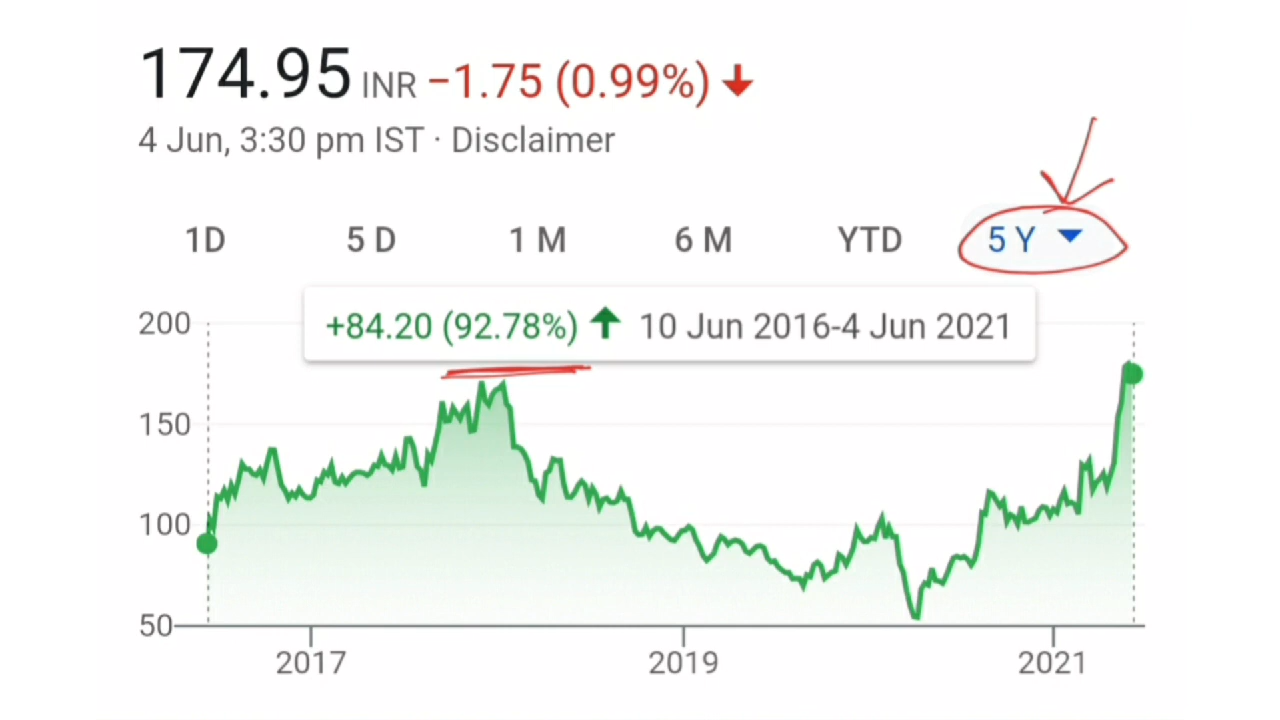 174.95 INR −1.75 (0.99%)
4 Jun, 3:30 pm IST · Disclaimer
1D 5 D 1 M 6 M YTD 5 Y
+84.20 (92.78%) 10 Jun 2016-4 Jun 2021
200
150
100
50
2017 2019 2021